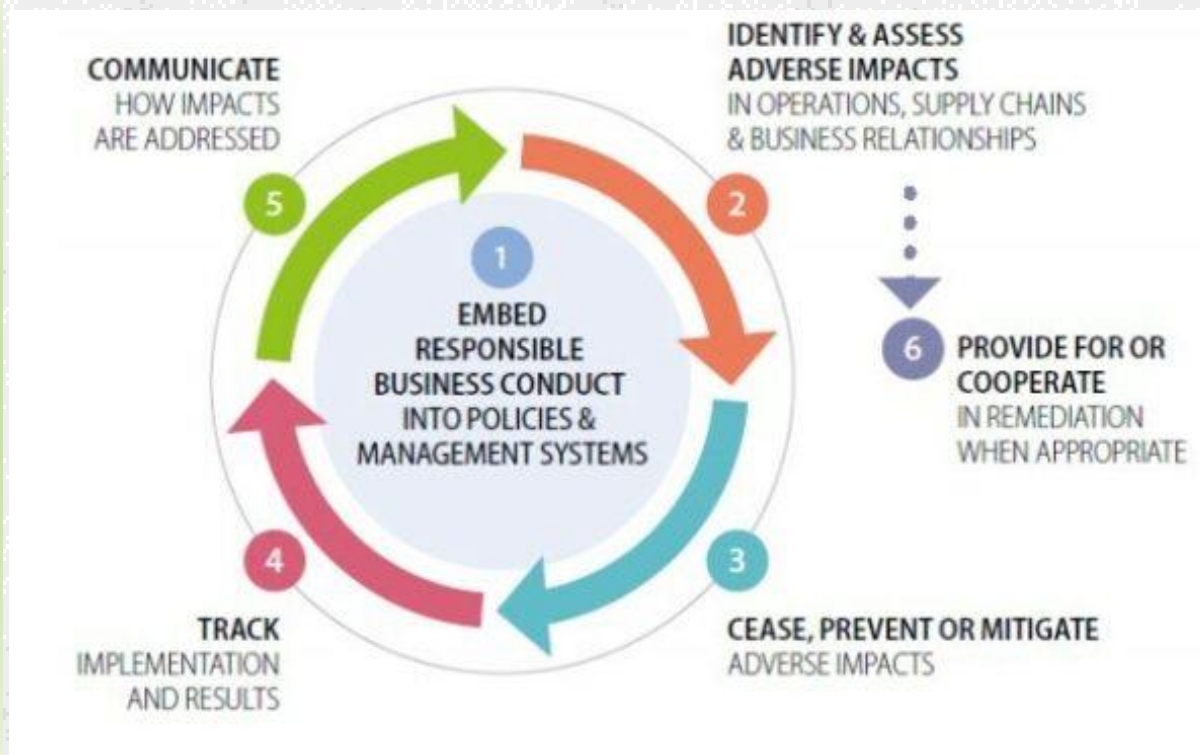 COMMUNICATE
HOW IMPACTS
ARE ADDRESSED
5
IDENTIFY & ASSESS
ADVERSE IMPACTS
IN OPERATIONS, SUPPLY CHAINS
& BUSINESS RELATIONSHIPS
2
1
EMBED
RESPONSIBLE
BUSINESS CONDUCT
INTO POLICIES &
MANAGEMENT SYSTEMS
6
PROVIDE FOR OR
COOPERATE
IN REMEDIATION
WHEN APPROPRIATE
4
TRACK
IMPLEMENTATION
AND RESULTS
3
CEASE, PREVENT OR MITIGATE
ADVERSE IMPACTS